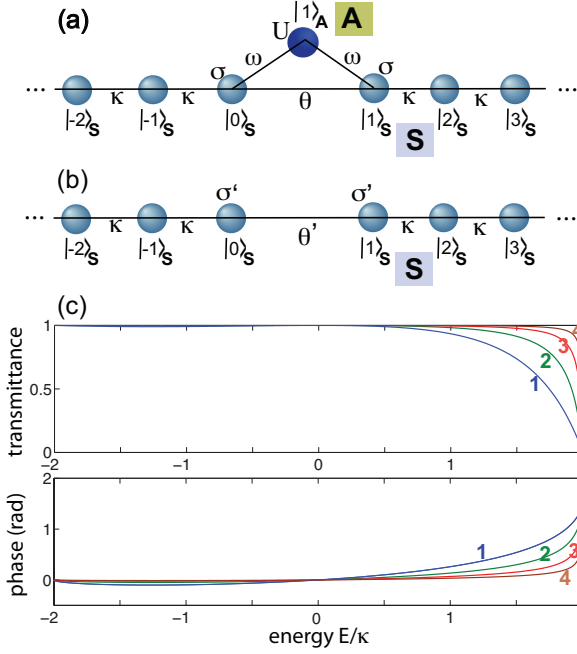 (a)
|1⟩A A
U
ω ω
σ σ
... κ κ θ κ κ ...
|-2⟩S |-1⟩S |0⟩S |1⟩S |2⟩S |3⟩S
S
(b)
σ' σ'
... κ κ θ' κ κ ...
|-2⟩S |-1⟩S |0⟩S |1⟩S |2⟩S |3⟩S
S
(c)
transmittance
1
0.5
0
4
3
2
1
-2 -1 0 1
phase (rad)
2
1
0
1
2
3
4
-2 -1 0 1
energy E/κ